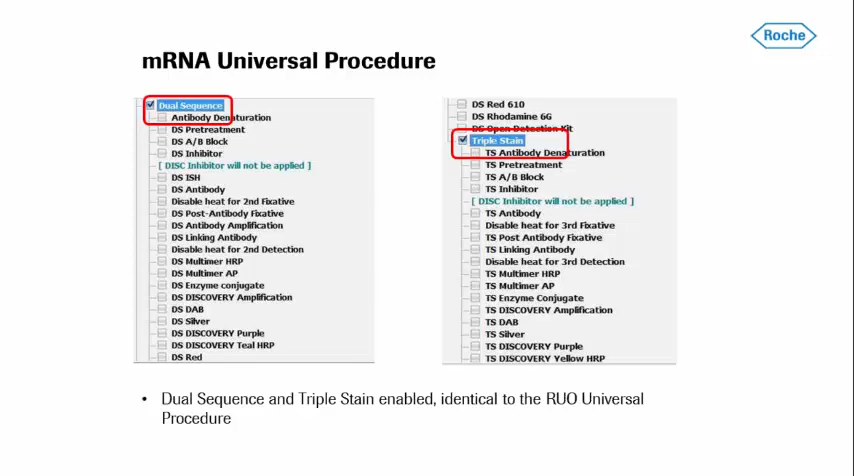 Roche
mRNA Universal Procedure
Dual Sequence
Antibody Denaturation
DS Pretreatment
DS A/B Block
DS Inhibitor
[ DISC Inhibitor will not be applied ]
DS ISH
DS Antibody
Disable heat for 2nd Fixative
DS Post-Antibody Fixative
DS Antibody Amplification
DS Linking Antibody
Disable heat for 2nd Detection
DS Multimer HRP
DS Multimer AP
DS Enzyme conjugate
DS DISCOVERY Amplification
DS DAB
DS Silver
DS DISCOVERY Purple
DS DISCOVERY Teal HRP
DS Red
DS Red 610
DS Rhodamine 6G
DS Open Detection Kit
Triple Stain
TS Antibody Denaturation
TS Pretreatment
TS A/B Block
TS Inhibitor
[ DISC Inhibitor will not be applied ]
TS Antibody
Disable heat for 3rd Fixative
TS Post Antibody Fixative
TS Linking Antibody
Disable heat for 3rd Detection
TS Multimer HRP
TS Multimer AP
TS Enzyme Conjugate
TS DISCOVERY Amplification
TS DAB
TS Silver
TS DISCOVERY Purple
TS DISCOVERY Yellow HRP
• Dual Sequence and Triple Stain enabled, identical to the RUO Universal
Procedure